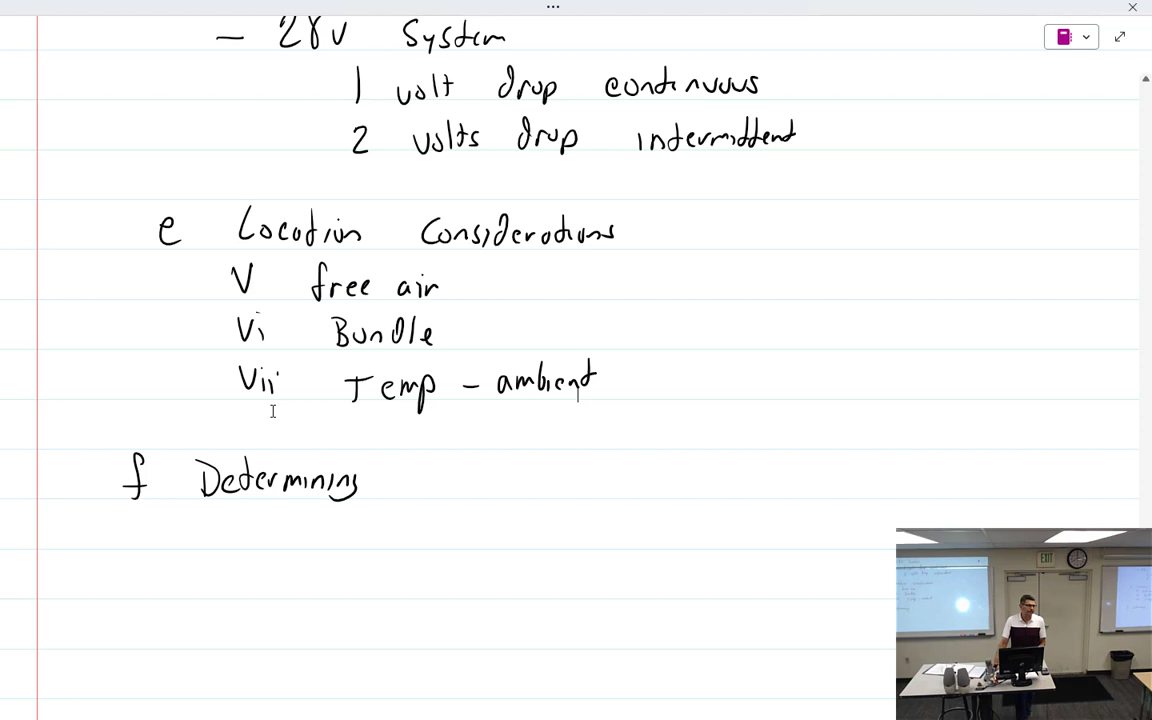 – 28v System
1 volt drop continuous
2 volts drop intermittent
e Location Considerations
V free air
Vi Bundle
Vii Temp – ambient
f Determining
EXIT